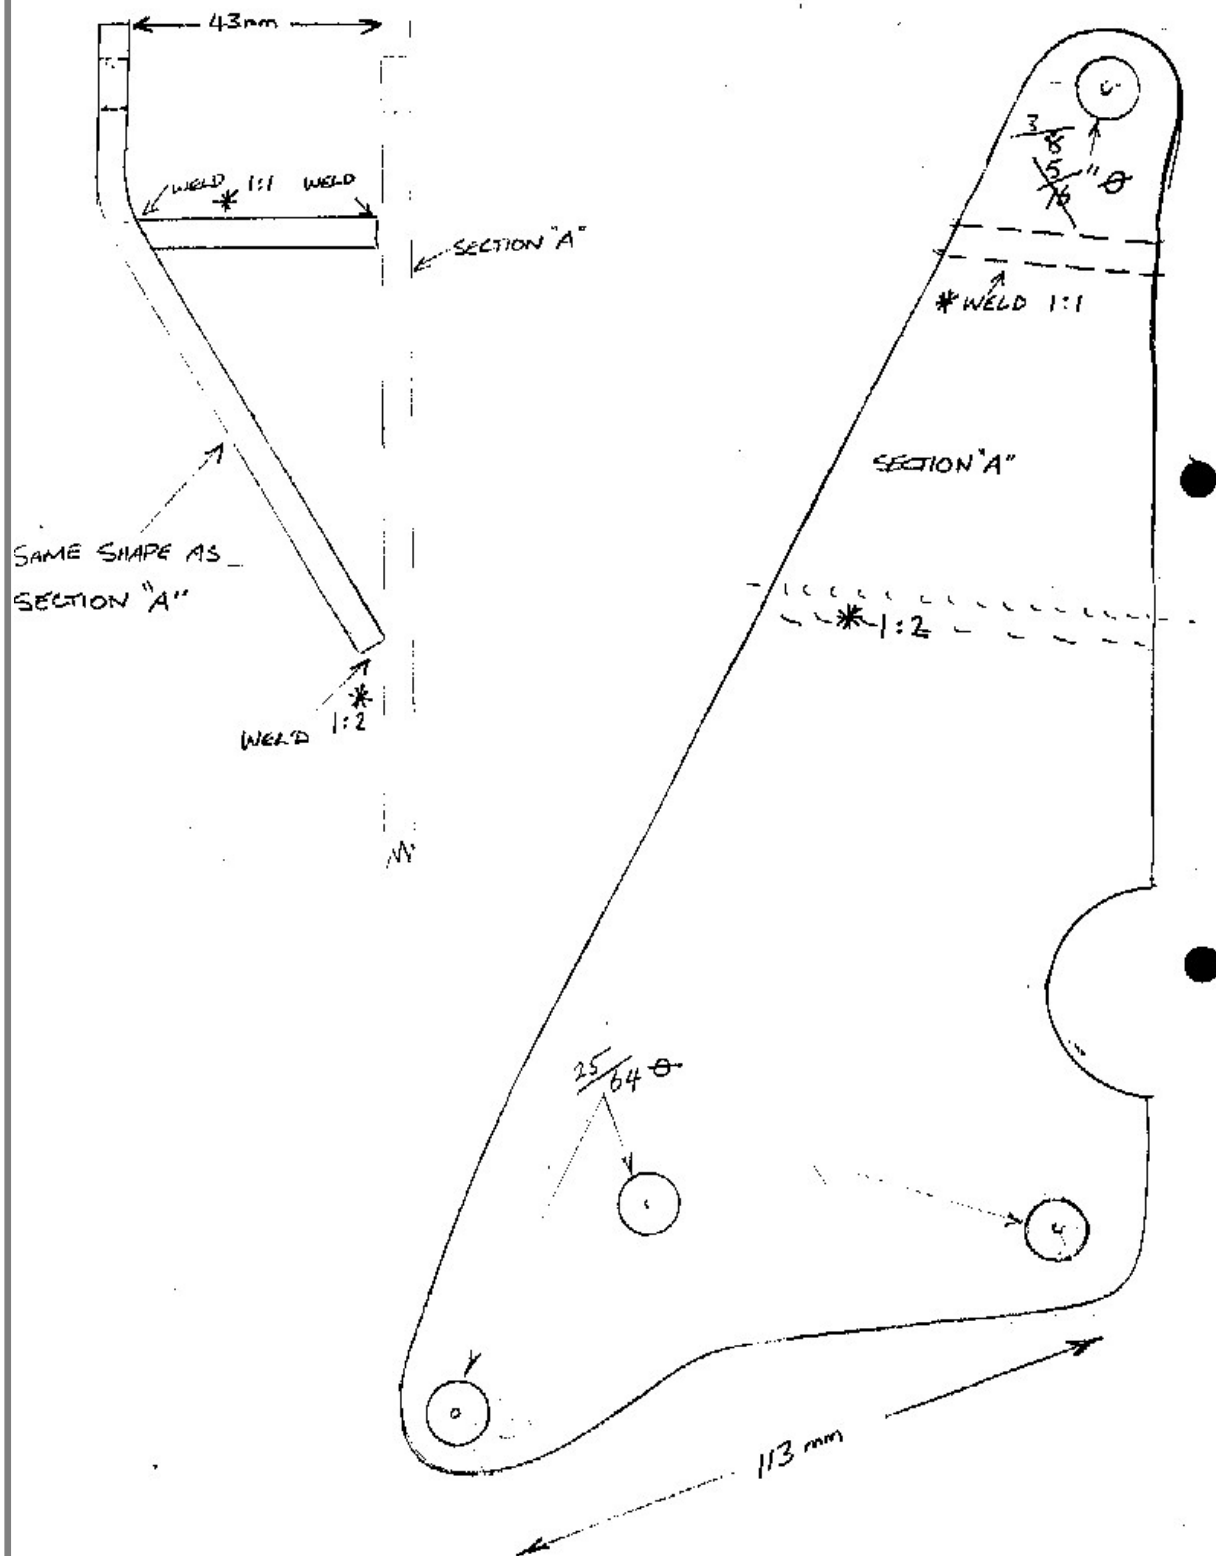 43mm
WELD * 1:1 WELD
SECTION "A"
SAME SHAPE AS
SECTION "A"
WELD * 1:2
3/8
5/16" ∅
* WELD 1:1
SECTION "A"
* 1:2
25/64 ∅
113 mm